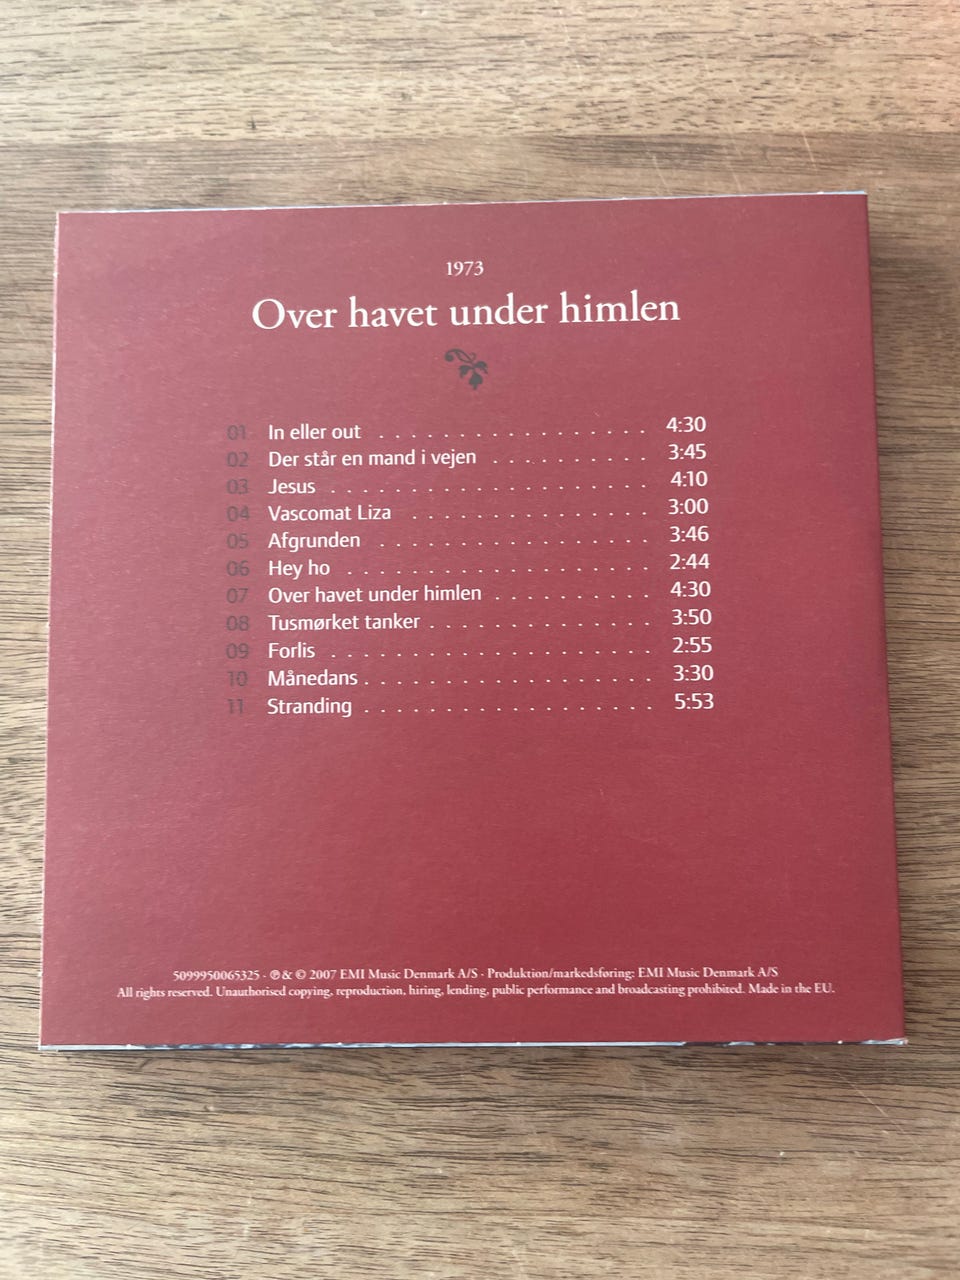 1973
Over havet under himlen
01 In eller out . . . . . . . . . . . . . . . . . 4:30
02 Der står en mand i vejen . . . . . . . . . . 3:45
03 Jesus . . . . . . . . . . . . . . . . . . . . 4:10
04 Vascomat Liza . . . . . . . . . . . . . . . 3:00
05 Afgrunden . . . . . . . . . . . . . . . . . 3:46
06 Hey ho . . . . . . . . . . . . . . . . . . . 2:44
07 Over havet under himlen . . . . . . . . . . 4:30
08 Tusmørket tanker . . . . . . . . . . . . . . 3:50
09 Forlis . . . . . . . . . . . . . . . . . . . . 2:55
10 Månedans . . . . . . . . . . . . . . . . . . 3:30
11 Stranding . . . . . . . . . . . . . . . . . . 5:53
5099950065325 · ℗ & © 2007 EMI Music Denmark A/S · Produktion/markedsføring: EMI Music Denmark A/S
All rights reserved. Unauthorised copying, reproduction, hiring, lending, public performance and broadcasting prohibited. Made in the EU.